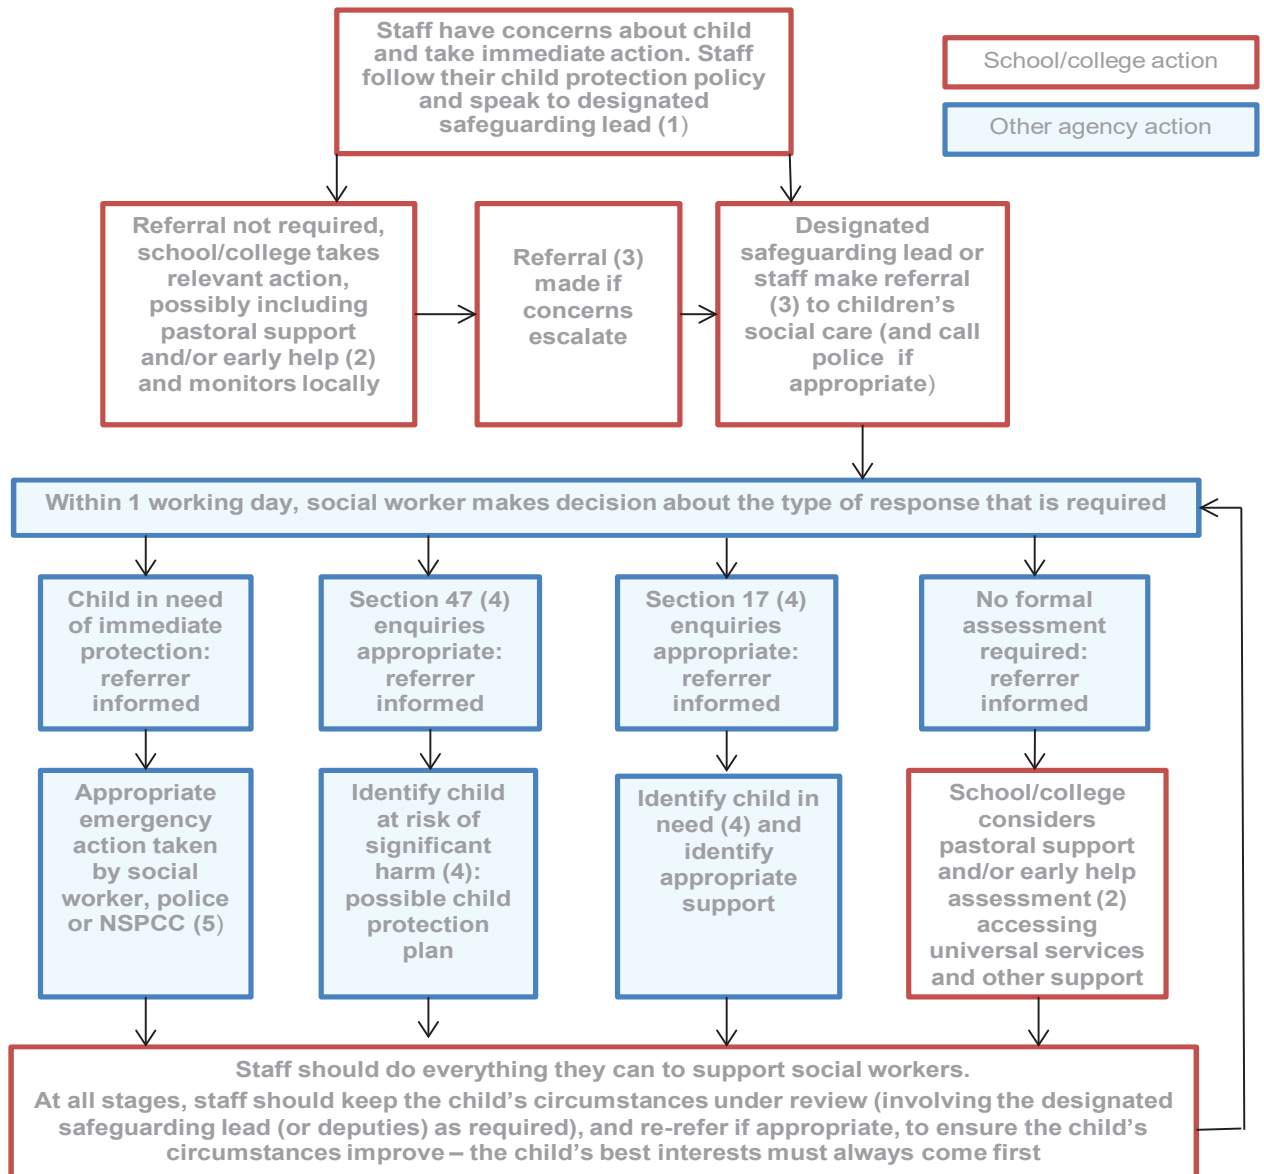 Staff have concerns about child
and take immediate action. Staff
follow their child protection policy
and speak to designated
safeguarding lead (1)
School/college action
Other agency action
Referral not required,
school/college takes
relevant action,
possibly including
pastoral support
and/or early help (2)
and monitors locally
Referral (3)
made if
concerns
escalate
Designated
safeguarding lead or
staff make referral
(3) to children’s
social care (and call
police if
appropriate)
Within 1 working day, social worker makes decision about the type of response that is required
Child in need
of immediate
protection:
referrer
informed
Section 47 (4)
enquiries
appropriate:
referrer
informed
Section 17 (4)
enquiries
appropriate:
referrer
informed
No formal
assessment
required:
referrer
informed
Appropriate
emergency
action taken
by social
worker, police
or NSPCC (5)
Identify child
at risk of
significant
harm (4):
possible child
protection
plan
Identify child in
need (4) and
identify
appropriate
support
School/college
considers
pastoral support
and/or early help
assessment (2)
accessing
universal services
and other support
Staff should do everything they can to support social workers.
At all stages, staff should keep the child’s circumstances under review (involving the designated
safeguarding lead (or deputies) as required), and re-refer if appropriate, to ensure the child’s
circumstances improve – the child’s best interests must always come first